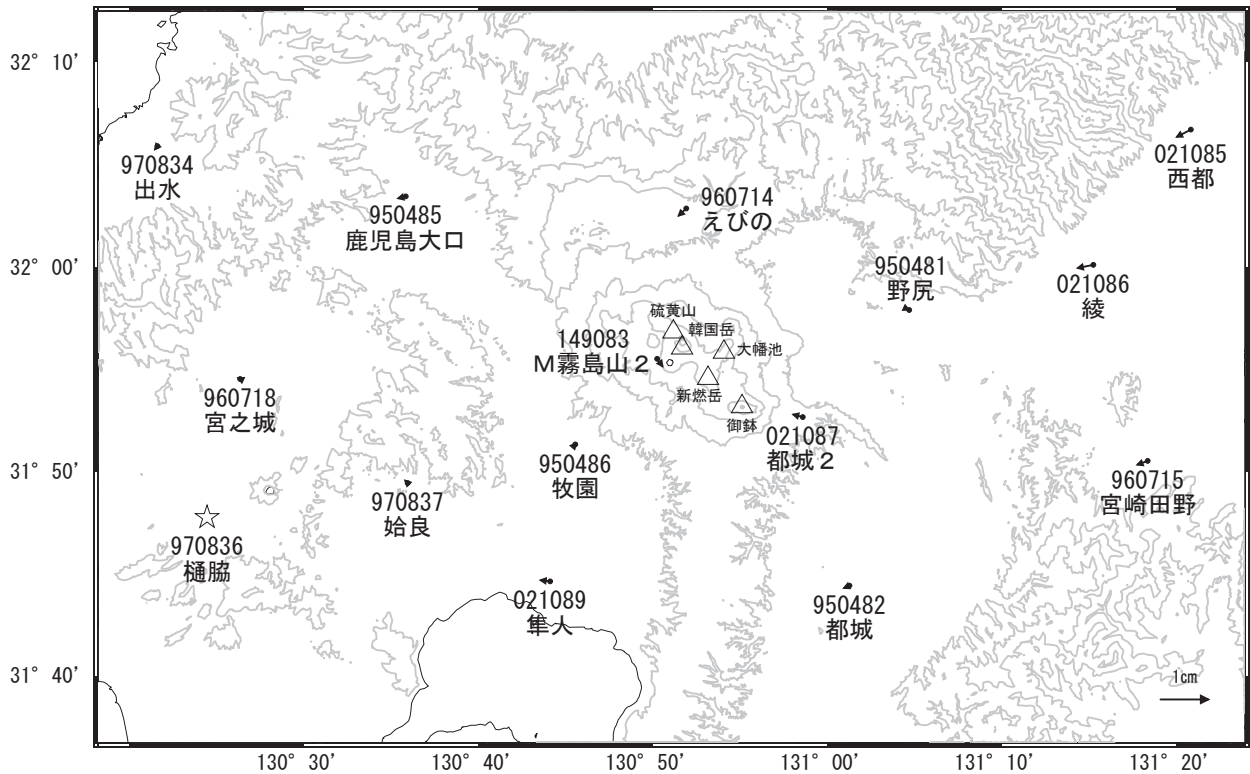 32° 10'
970834
出水
950485
鹿児島大口
960714
えびの
021085
西都
32° 00'
950481
野尻
021086
綾
硫黄山
韓国岳
大幡池
149083
M霧島山2
新燃岳
御鉢
960718
宮之城
021087
都城2
31° 50'
950486
牧園
970837
姶良
960715
宮崎田野
970836
樋脇
021089
隼人
950482
都城
31° 40'
1cm
130° 30'
130° 40'
130° 50'
131° 00'
131° 10'
131° 20'